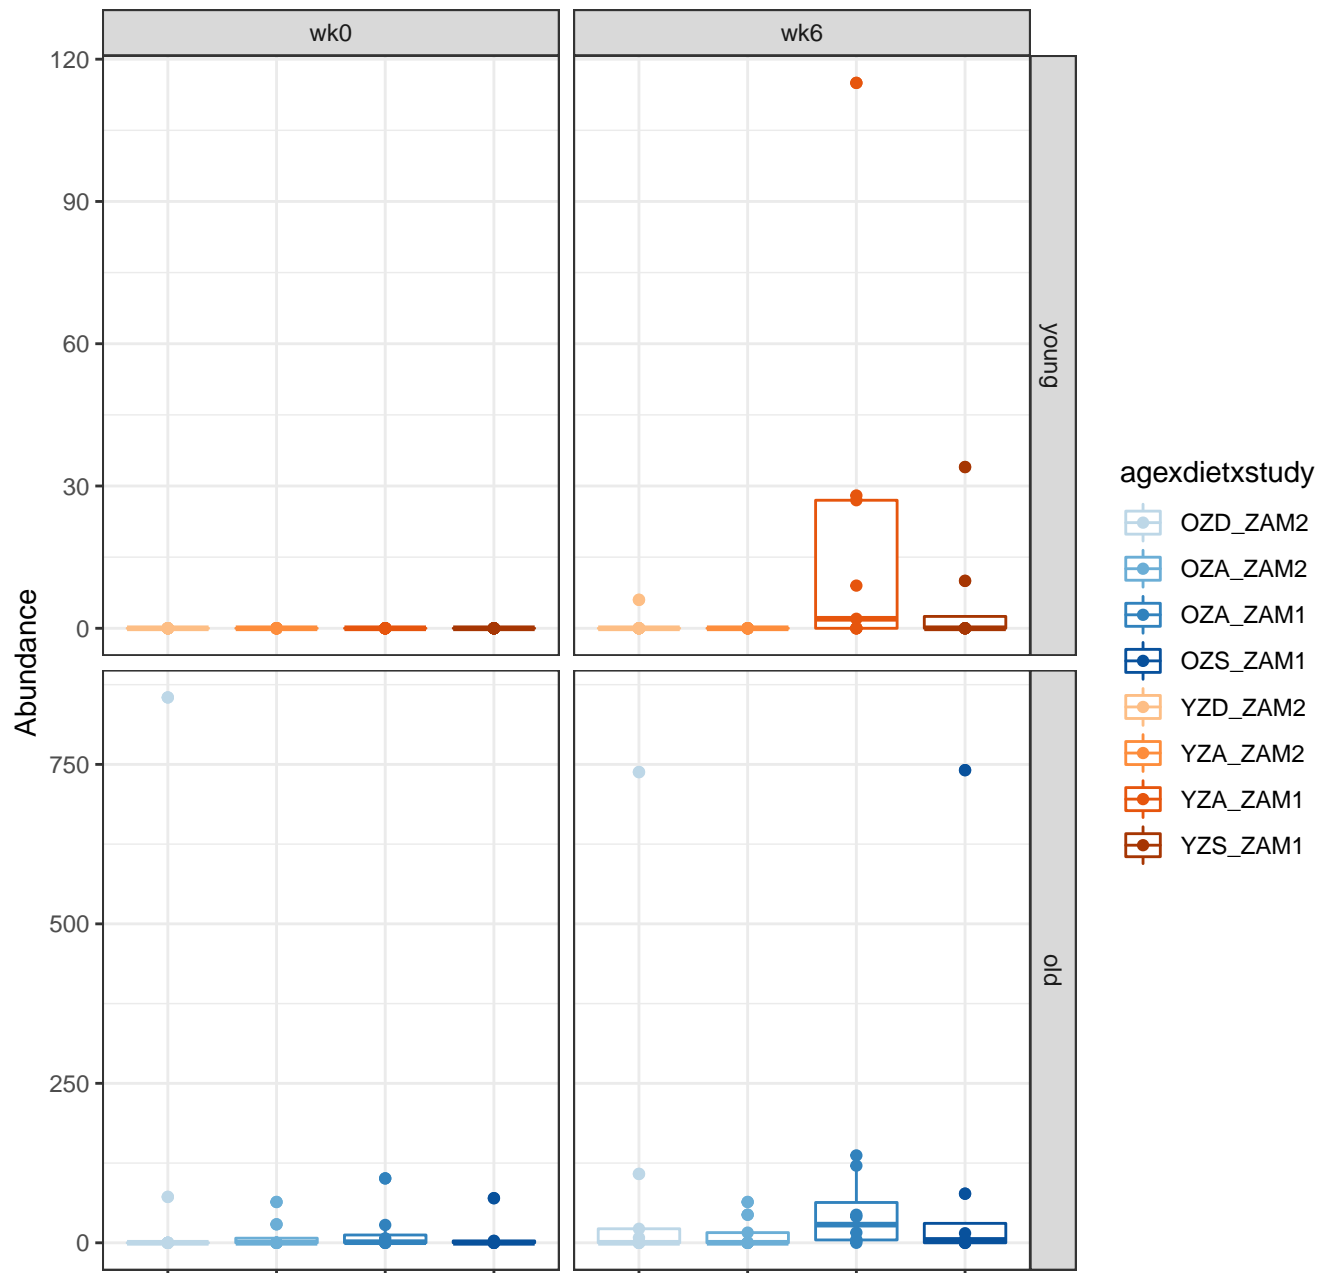 wk0
wk6
120
90
60
30
0
young
Abundance
750
500
250
0
old
agexdietxstudy
OZD_ZAM2
OZA_ZAM2
OZA_ZAM1
OZS_ZAM1
YZD_ZAM2
YZA_ZAM2
YZA_ZAM1
YZS_ZAM1